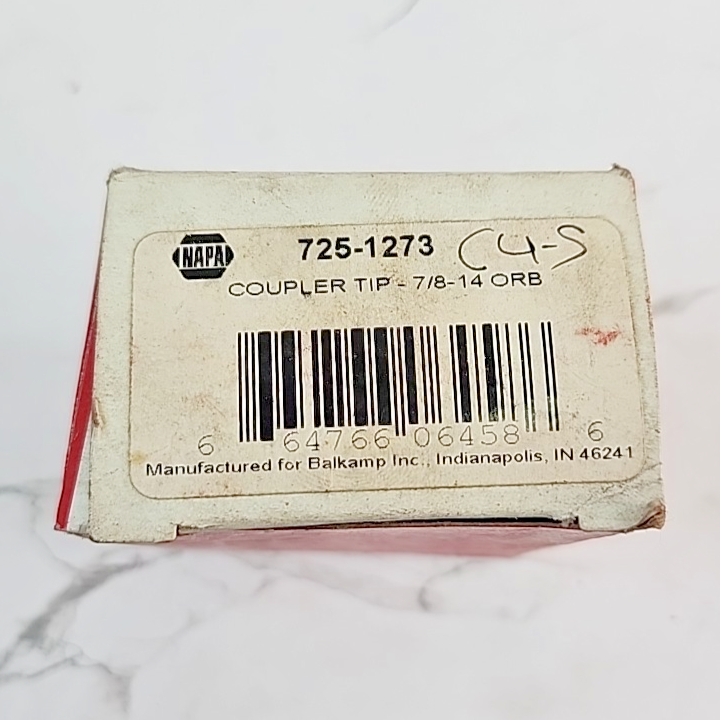 NAPA 725-1273 C4-S
COUPLER TIP - 7/8-14 ORB
6 64766 06458 6
Manufactured for Balkamp Inc., Indianapolis, IN 46241